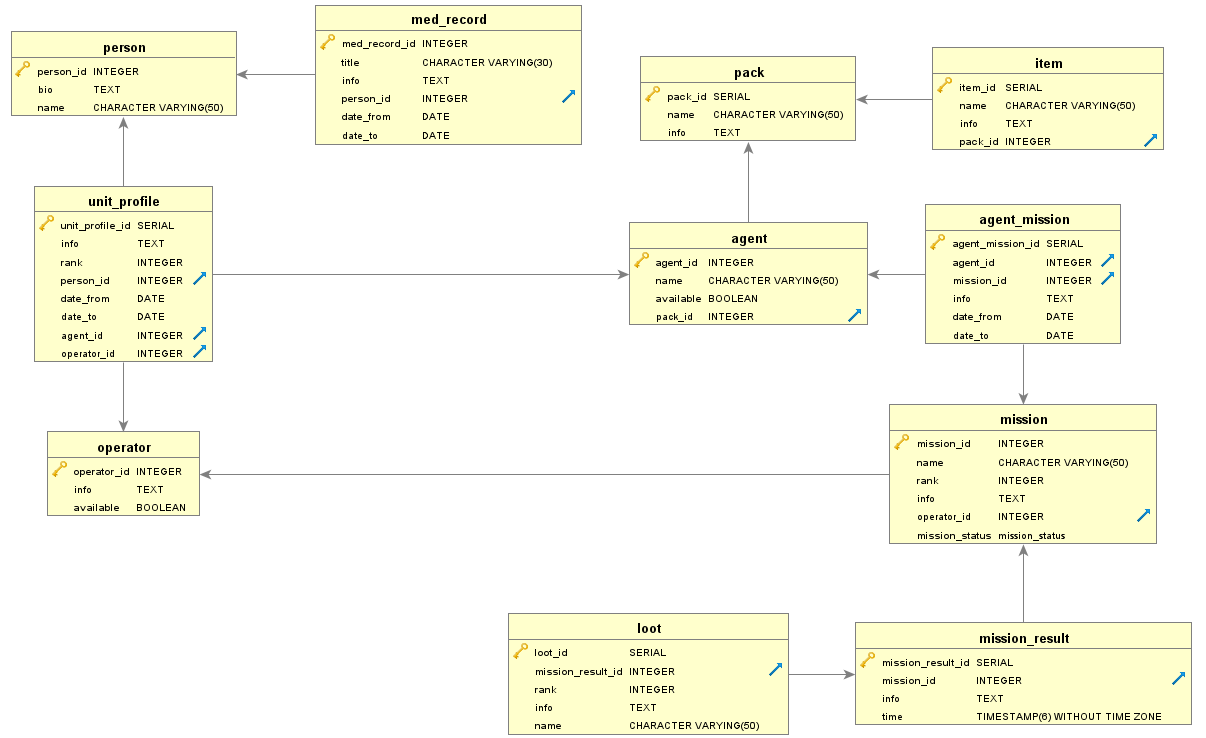 person
person_id INTEGER
bio TEXT
name CHARACTER VARYING(50)
med_record
med_record_id INTEGER
title CHARACTER VARYING(30)
info TEXT
person_id INTEGER
date_from DATE
date_to DATE
pack
pack_id SERIAL
name CHARACTER VARYING(50)
info TEXT
item
item_id SERIAL
name CHARACTER VARYING(50)
info TEXT
pack_id INTEGER
unit_profile
unit_profile_id SERIAL
info TEXT
rank INTEGER
person_id INTEGER
date_from DATE
date_to DATE
agent_id INTEGER
operator_id INTEGER
agent
agent_id INTEGER
name CHARACTER VARYING(50)
available BOOLEAN
pack_id INTEGER
agent_mission
agent_mission_id SERIAL
agent_id INTEGER
mission_id INTEGER
info TEXT
date_from DATE
date_to DATE
operator
operator_id INTEGER
info TEXT
available BOOLEAN
mission
mission_id INTEGER
name CHARACTER VARYING(50)
rank INTEGER
info TEXT
operator_id INTEGER
mission_status mission_status
loot
loot_id SERIAL
mission_result_id INTEGER
rank INTEGER
info TEXT
name CHARACTER VARYING(50)
mission_result
mission_result_id SERIAL
mission_id INTEGER
info TEXT
time TIMESTAMP(6) WITHOUT TIME ZONE